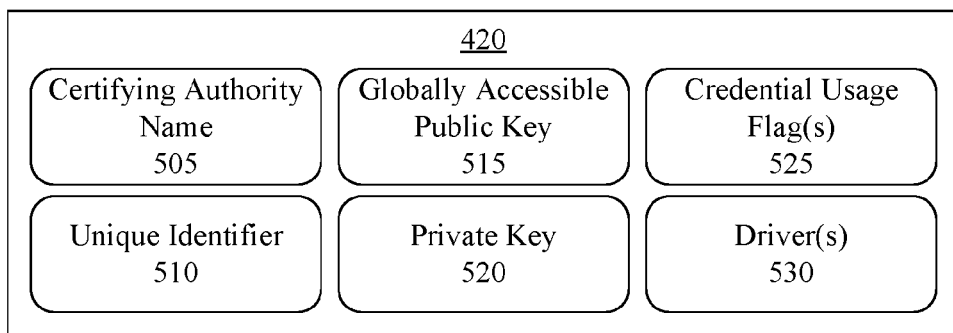 420
Certifying Authority
Name
505
Globally Accessible
Public Key
515
Credential Usage
Flag(s)
525
Unique Identifier
510
Private Key
520
Driver(s)
530